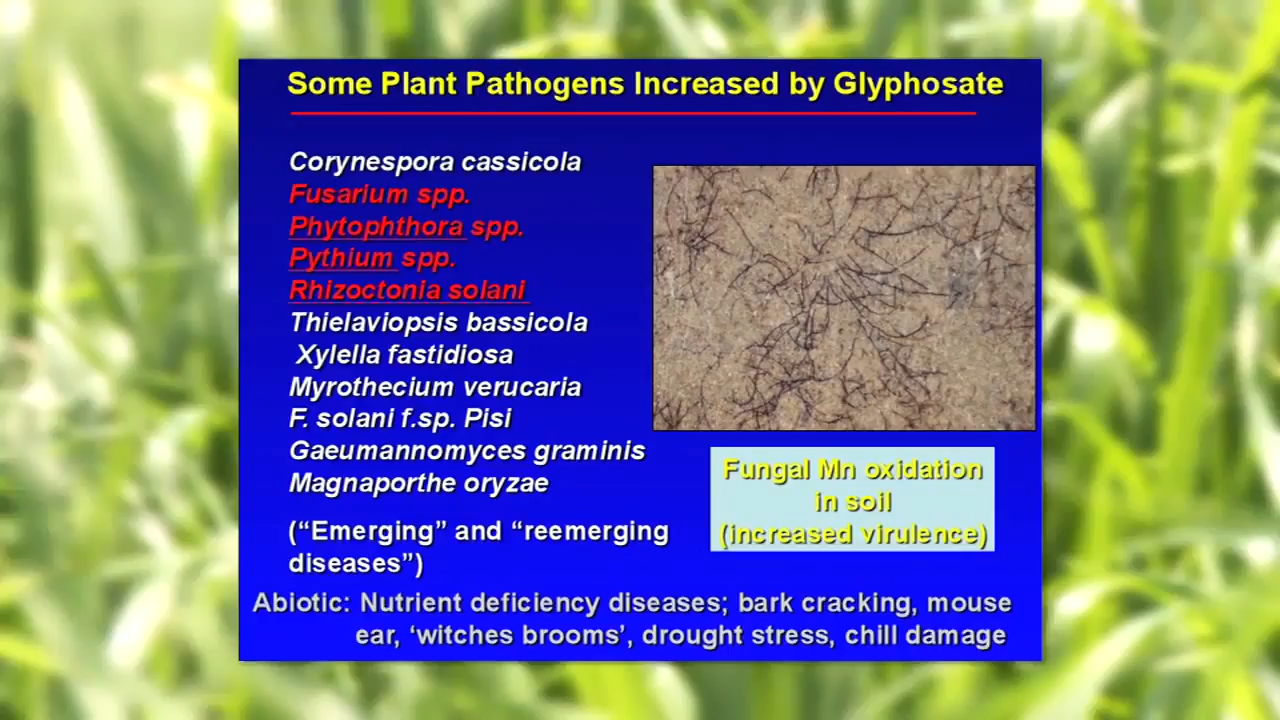 Some Plant Pathogens Increased by Glyphosate
Corynespora cassicola
Fusarium spp.
Phytophthora spp.
Pythium spp.
Rhizoctonia solani
Thielaviopsis bassicola
Xylella fastidiosa
Myrothecium verucaria
F. solani f.sp. Pisi
Gaeumannomyces graminis
Magnaporthe oryzae
(“Emerging” and “reemerging
diseases”)
Fungal Mn oxidation
in soil
(increased virulence)
Abiotic: Nutrient deficiency diseases; bark cracking, mouse
ear, ‘witches brooms’, drought stress, chill damage